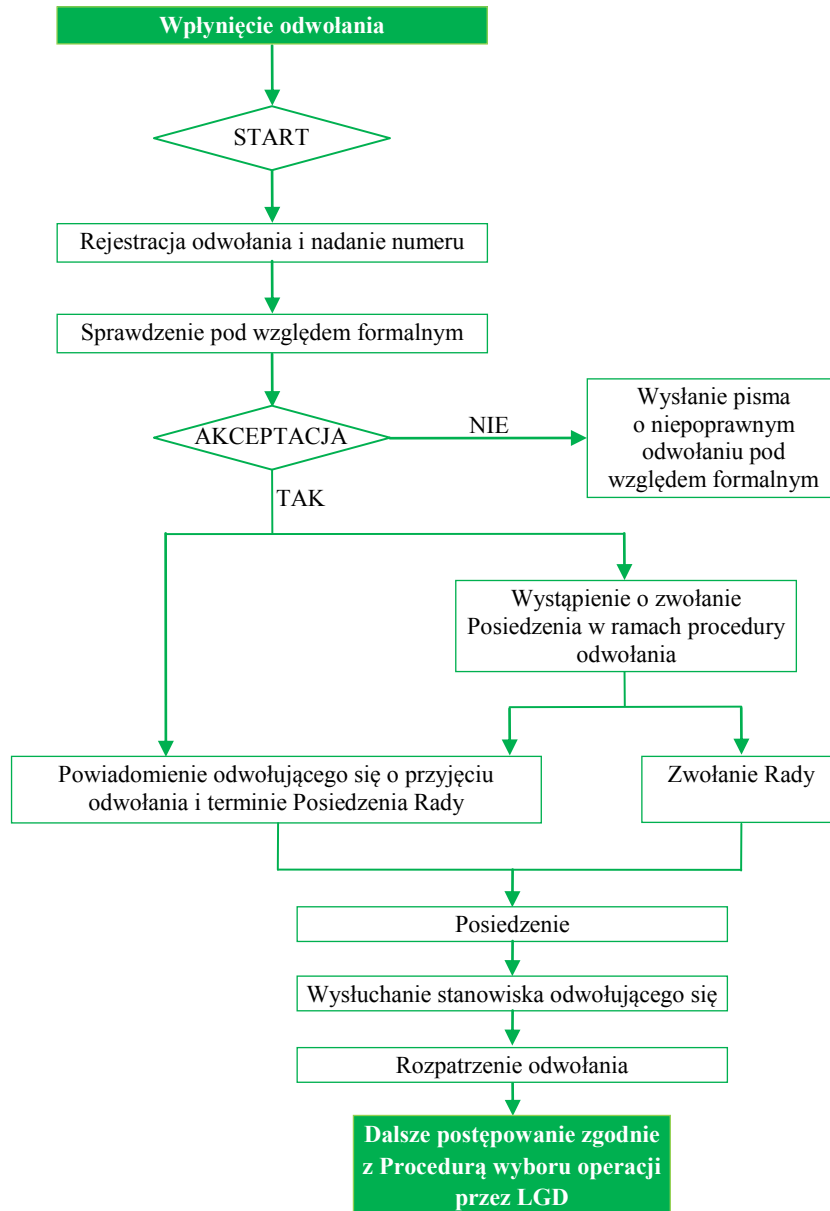 Wpłynięcie odwołania
START
Rejestracja odwołania i nadanie numeru
Sprawdzenie pod względem formalnym
AKCEPTACJA
NIE
Wysłanie pisma
o niepoprawnym
odwołaniu pod
względem formalnym
TAK
Wystąpienie o zwołanie
Posiedzenia w ramach procedury
odwołania
Powiadomienie odwołującego się o przyjęciu
odwołania i terminie Posiedzenia Rady
Zwołanie Rady
Posiedzenie
Wysłuchanie stanowiska odwołującego się
Rozpatrzenie odwołania
Dalsze postępowanie zgodnie
z Procedurą wyboru operacji
przez LGD